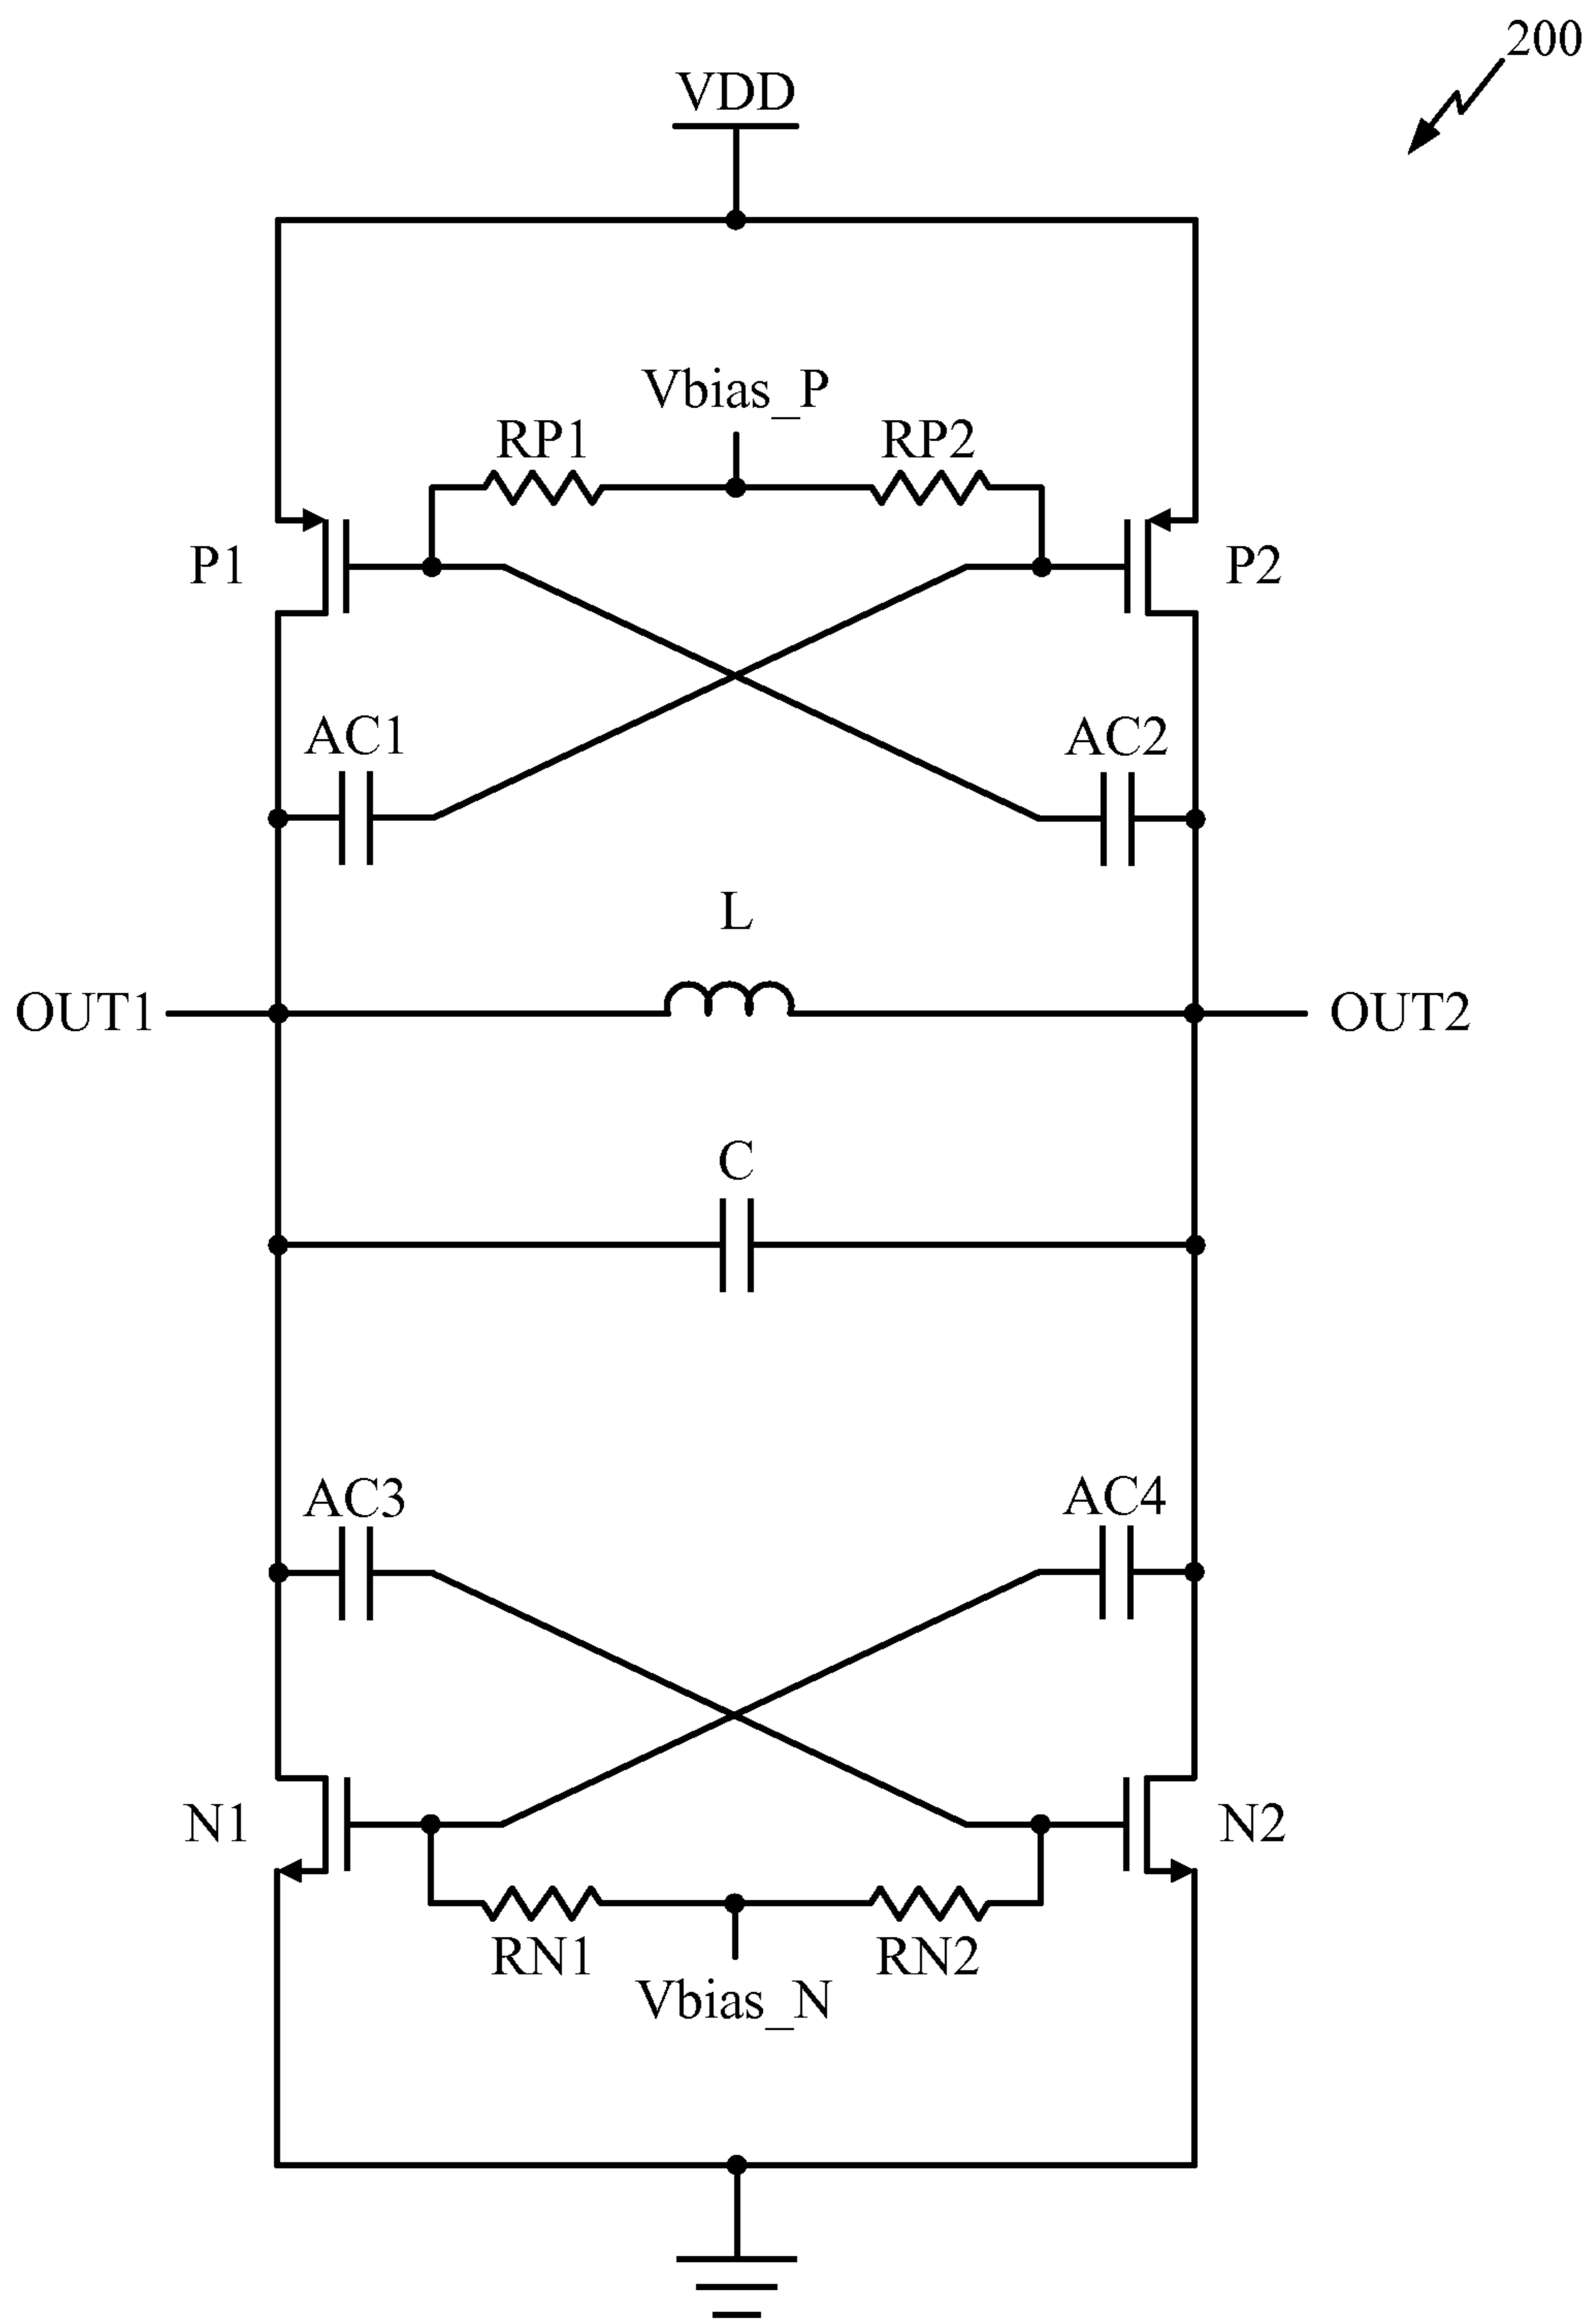 200
VDD
Vbias_P
RP1
RP2
P1
P2
AC1
AC2
L
OUT1
OUT2
C
AC3
AC4
N1
N2
RN1
RN2
Vbias_N